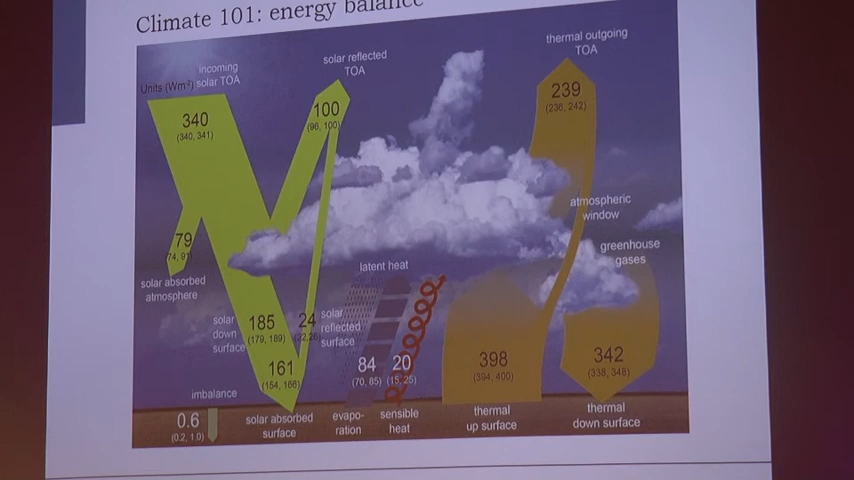 Climate 101: energy balance
Units (Wm-2)
incoming
solar TOA
340
(340, 341)
solar reflected
TOA
100
(96, 100)
thermal outgoing
TOA
239
(236, 242)
atmospheric
window
greenhouse
gases
79
solar absorbed
atmosphere
latent heat
solar
down
surface
185
(179, 189)
24
(22,26)
solar
reflected
surface
161
(154, 166)
84
(70, 85)
20
(15, 25)
398
(394, 400)
342
(338, 348)
imbalance
0.6
(0.2, 1.0)
solar absorbed
surface
evapo-
ration
sensible
heat
thermal
up surface
thermal
down surface